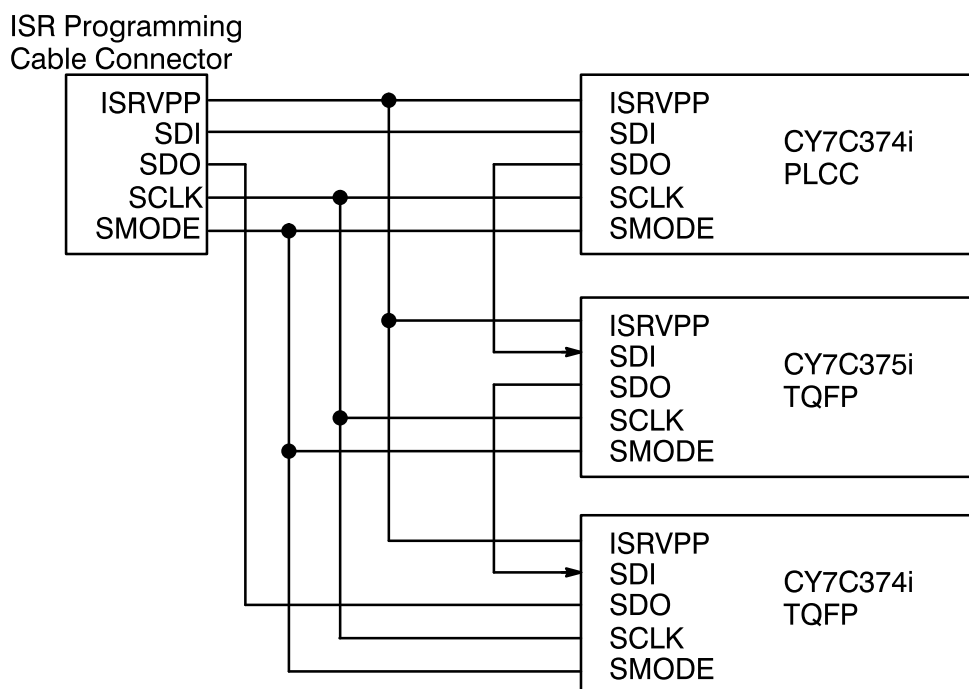 ISR Programming
Cable Connector
ISRVPP
SDI
SDO
SCLK
SMODE
ISRVPP
SDI
SDO
SCLK
SMODE
CY7C374i
PLCC
ISRVPP
SDI
SDO
SCLK
SMODE
CY7C375i
TQFP
ISRVPP
SDI
SDO
SCLK
SMODE
CY7C374i
TQFP